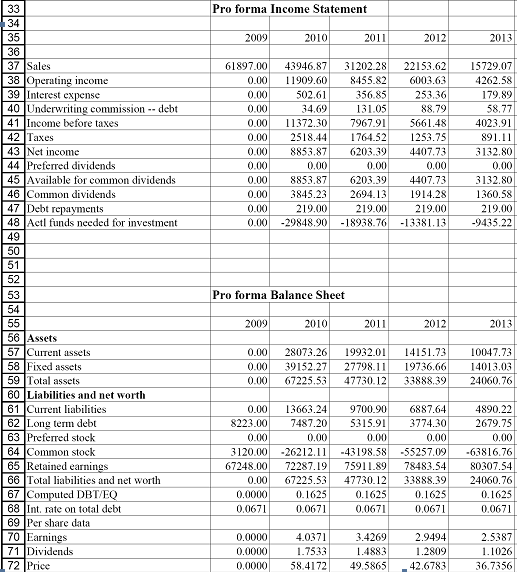 33 Pro forma Income Statement
34
35 2009 2010 2011 2012 2013
36
37 Sales 61897.00 43946.87 31202.28 22153.62 15729.07
38 Operating income 0.00 11909.60 8455.82 6003.63 4262.58
39 Interest expense 0.00 502.61 356.85 253.36 179.89
40 Underwriting commission -- debt 0.00 34.69 131.05 88.79 58.77
41 Income before taxes 0.00 11372.30 7967.91 5661.48 4023.91
42 Taxes 0.00 2518.44 1764.52 1253.75 891.11
43 Net income 0.00 8853.87 6203.39 4407.73 3132.80
44 Preferred dividends 0.00 0.00 0.00 0.00
45 Available for common dividends 0.00 8853.87 6203.39 4407.73 3132.80
46 Common dividends 0.00 3845.23 2694.13 1914.28 1360.58
47 Debt repayments 0.00 219.00 219.00 219.00 219.00
48 Aetl funds needed for investment 0.00 -29848.90 -18938.76 -13381.13 -9435.22
49
50
51
52
53 Pro forma Balance Sheet
54
55 2009 2010 2011 2012 2013
56 Assets
57 Current assets 0.00 28073.26 19932.01 14151.73 10047.73
58 Fixed assets 0.00 39152.27 27798.11 19736.66 14013.03
59 Total assets 0.00 67225.53 47730.12 33888.39 24060.76
60 Liabilities and net worth
61 Current liabilities 0.00 13663.24 9700.90 6887.64 4890.22
62 Long term debt 8223.00 7487.20 5315.91 3774.30 2679.75
63 Preferred stock 0.00 0.00 0.00 0.00 0.00
64 Common stock 3120.00 -26212.11 -43198.58 -55257.09 -63816.76
65 Retained earnings 67248.00 72287.19 75911.89 78483.54 80307.54
66 Total liabilities and net worth 0.00 67225.53 47730.12 33888.39 24060.76
67 Computed DBT/EQ 0.0000 0.1625 0.1625 0.1625 0.1625
68 Int. rate on total debt 0.0671 0.0671 0.0671 0.0671 0.0671
69 Per share data
70 Earnings 0.0000 4.0371 3.4269 2.9494 2.5387
71 Dividends 0.0000 1.7533 1.4883 1.2809 1.1026
72 Price 0.0000 58.4172 49.5865 42.6783 36.7356